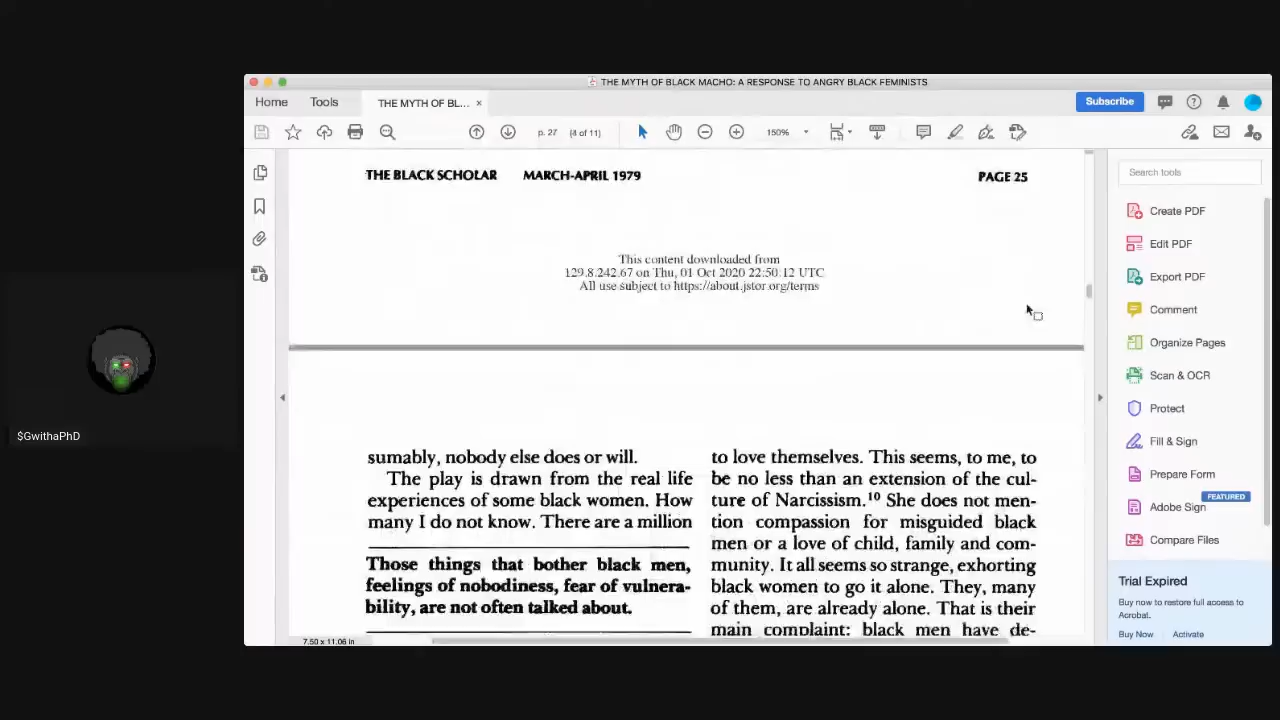 THE MYTH OF BLACK MACHO: A RESPONSE TO ANGRY BLACK FEMINISTS
Home
Tools
THE MYTH OF BL... ×
Subscribe
p. 27 (4 of 11)
150%
THE BLACK SCHOLAR MARCH-APRIL 1979 PAGE 25
This content downloaded from
129.8.242.67 on Thu, 01 Oct 2020 22:50:12 UTC
All use subject to https://about.jstor.org/terms
sumably, nobody else does or will.
The play is drawn from the real life
experiences of some black women. How
many I do not know. There are a million
Those things that bother black men,
feelings of nobodiness, fear of vulnera-
bility, are not often talked about.
to love themselves. This seems, to me, to
be no less than an extension of the cul-
ture of Narcissism.¹⁰ She does not men-
tion compassion for misguided black
men or a love of child, family and com-
munity. It all seems so strange, exhorting
black women to go it alone. They, many
of them, are already alone. That is their
main complaint: black men have de-
7.50 x 11.06 in
Search tools
Create PDF
Edit PDF
Export PDF
Comment
Organize Pages
Scan & OCR
Protect
Fill & Sign
Prepare Form
FEATURED
Adobe Sign
Compare Files
Trial Expired
Buy now to restore full access to
Acrobat.
Buy Now Activate
$GwithaPhD